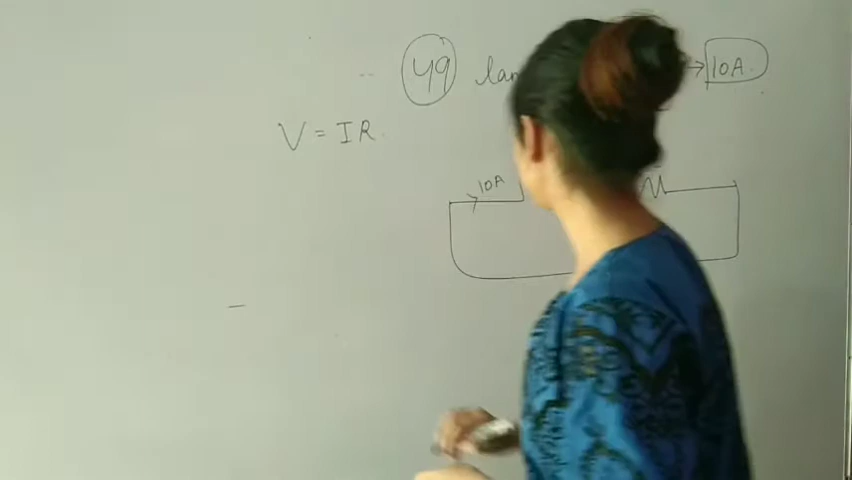 49 → 10A
V = IR
10A